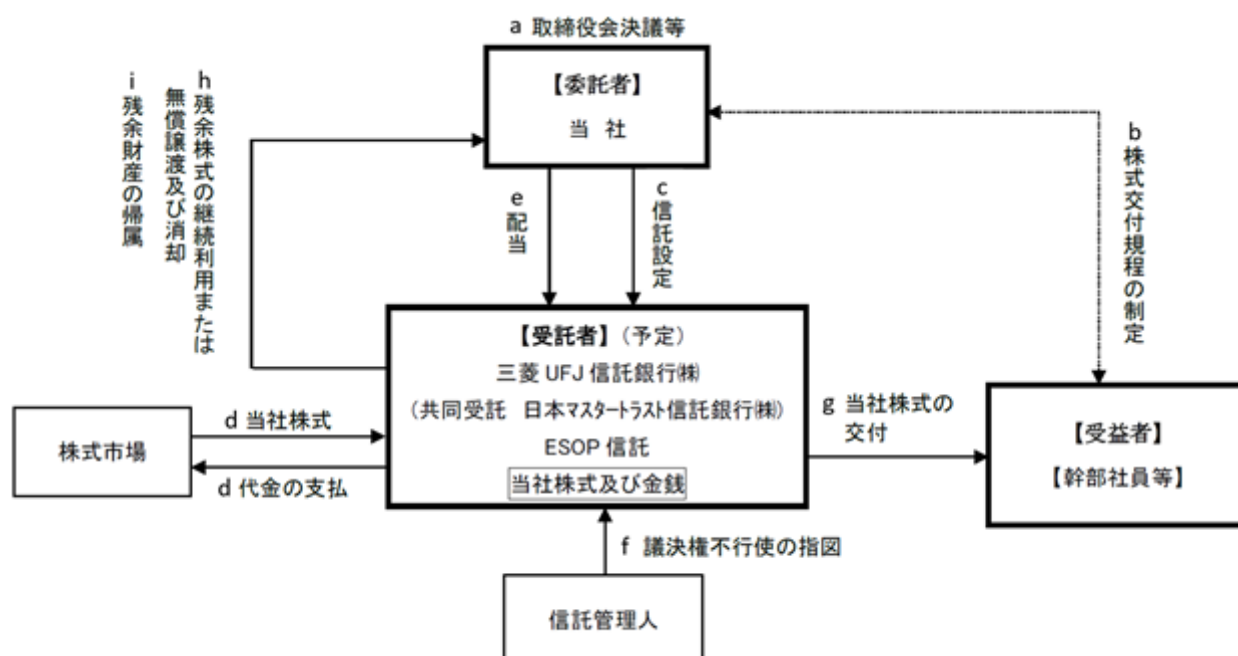 a 取締役会決議等
【委託者】
当 社
i 残余財産の帰属
h 残余株式の継続利用または
無償譲渡及び消却
e 配当
c 信託設定
b 株式交付規程の制定
【受託者】(予定)
三菱 UFJ 信託銀行㈱
(共同受託 日本ﾏｽﾀｰﾄﾗｽﾄ信託銀行㈱)
ESOP 信託
当社株式及び金銭
株式市場
d 当社株式
d 代金の支払
g 当社株式の
交付
【受益者】
【幹部社員等】
f 議決権不行使の指図
信託管理人